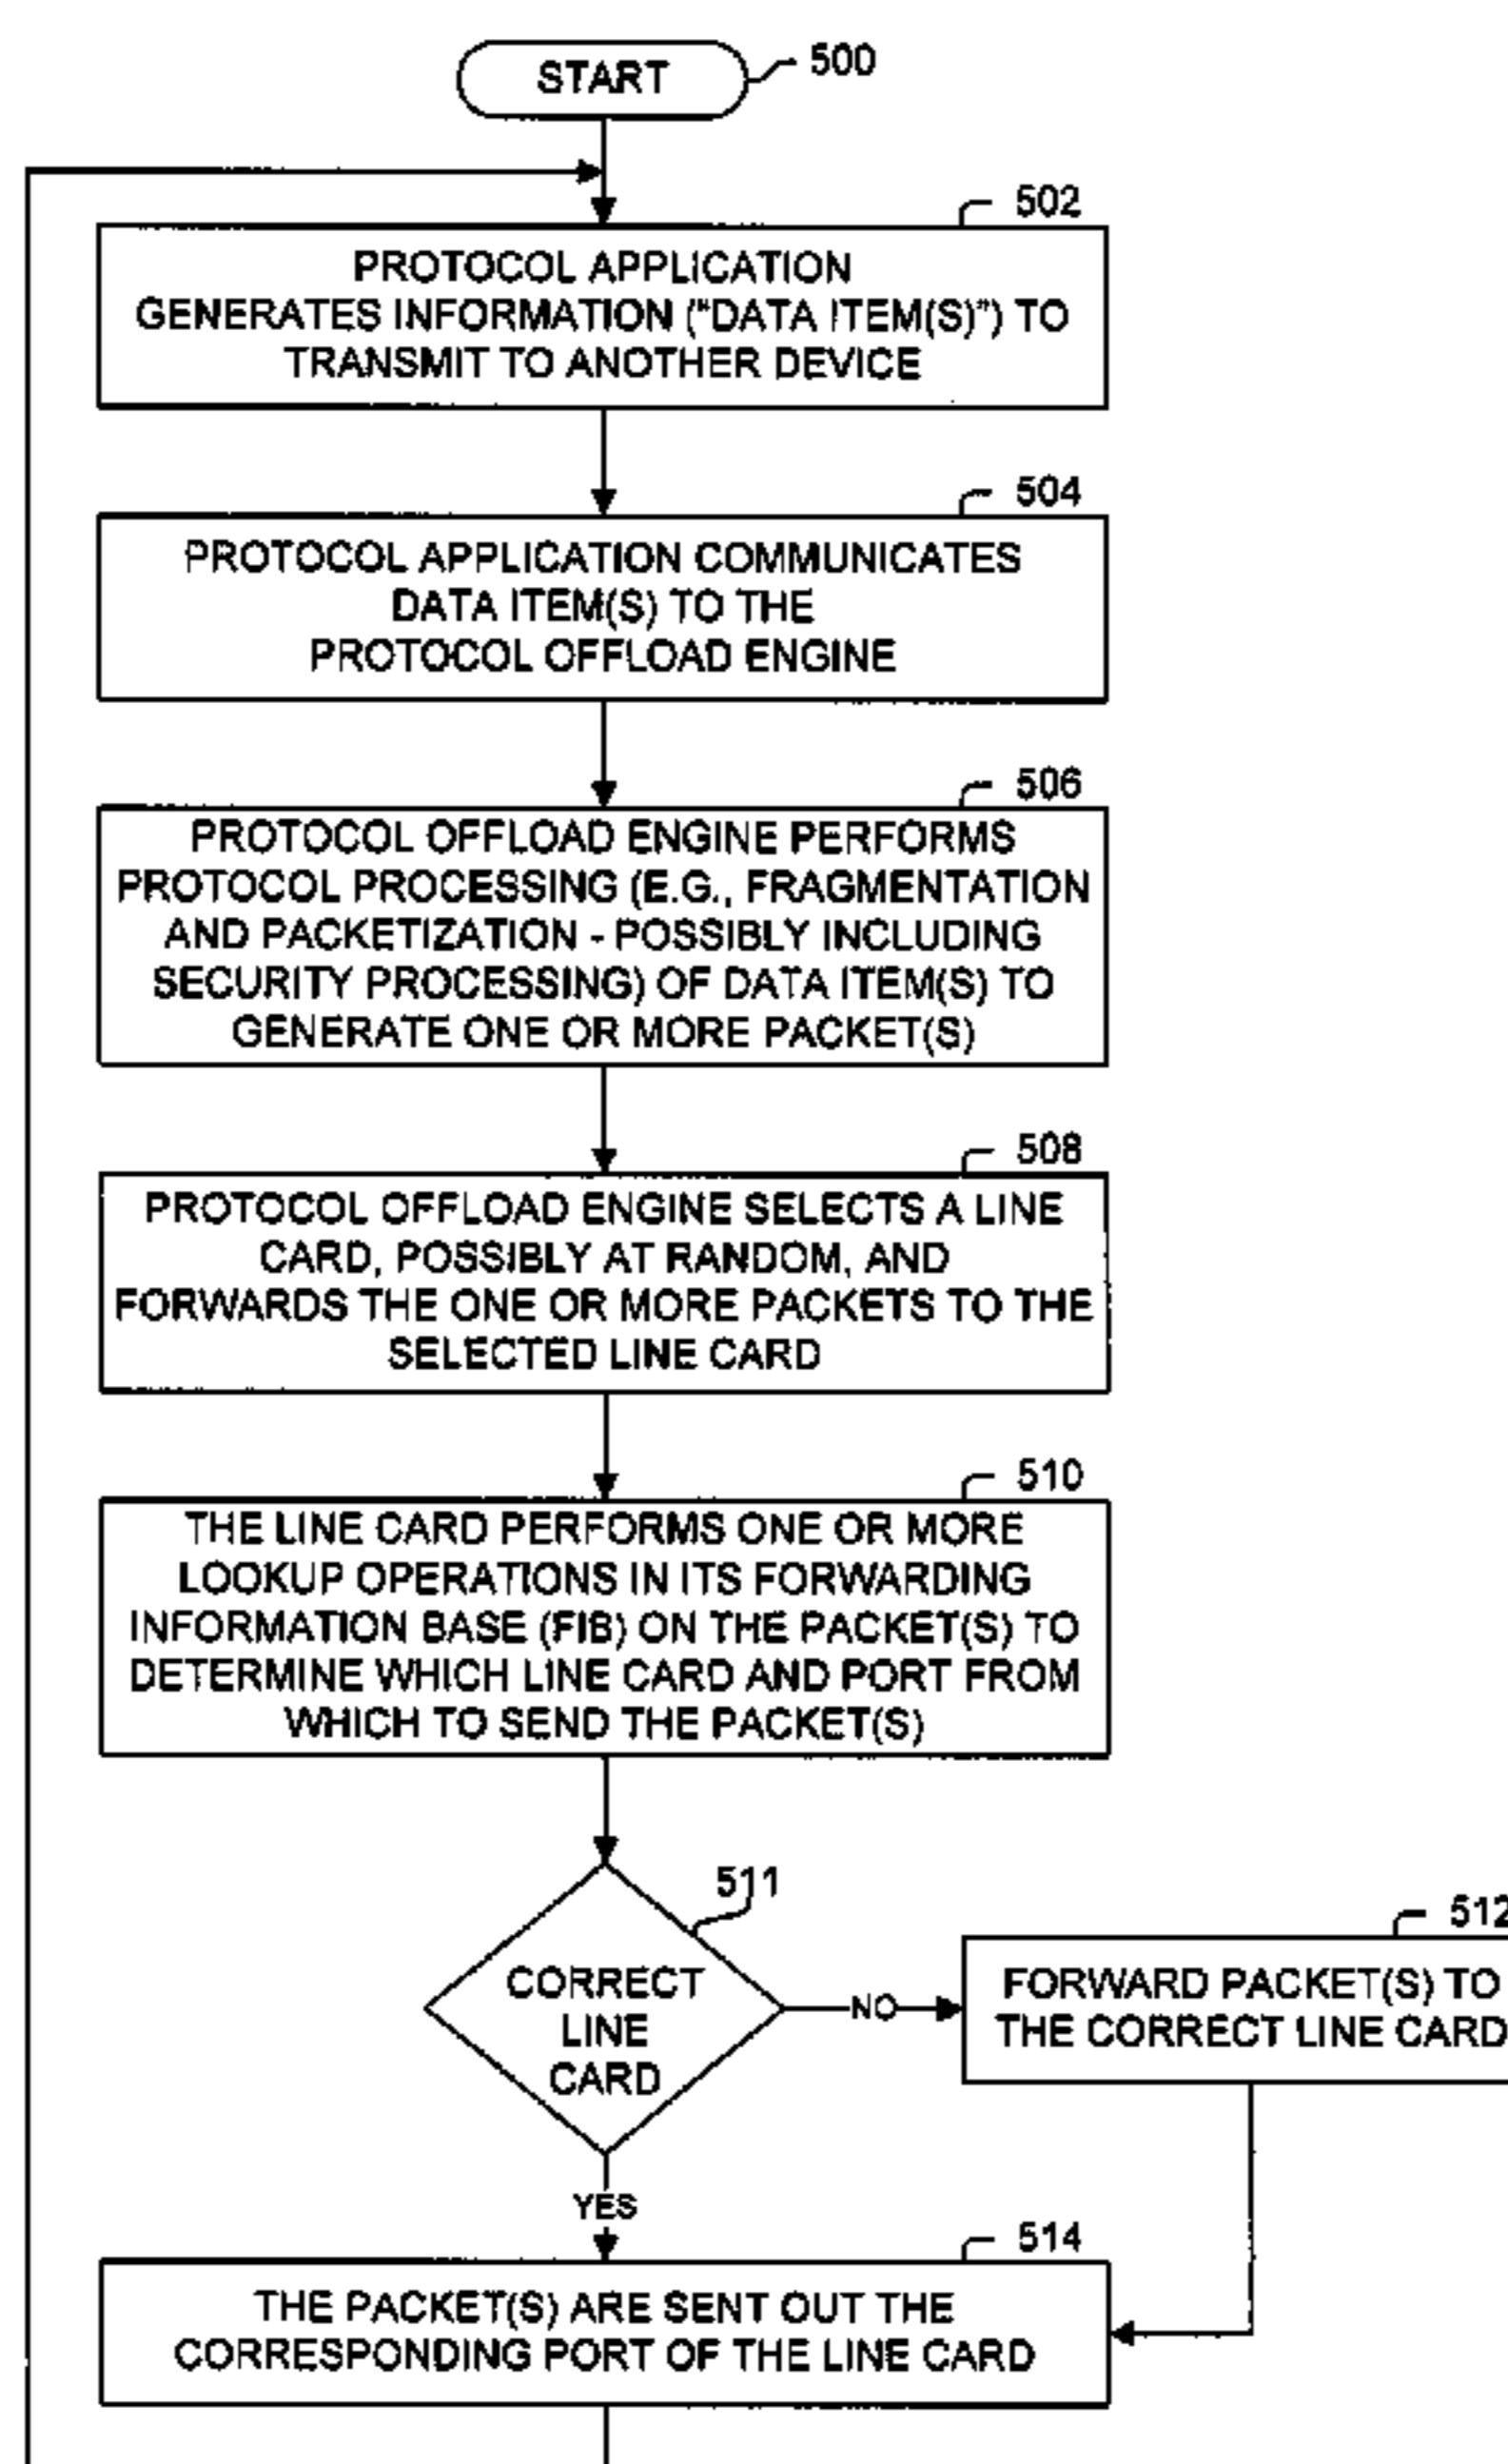 START
500
502
PROTOCOL APPLICATION
GENERATES INFORMATION ("DATA ITEM(S)") TO
TRANSMIT TO ANOTHER DEVICE
504
PROTOCOL APPLICATION COMMUNICATES
DATA ITEM(S) TO THE
PROTOCOL OFFLOAD ENGINE
506
PROTOCOL OFFLOAD ENGINE PERFORMS
PROTOCOL PROCESSING (E.G., FRAGMENTATION
AND PACKETIZATION - POSSIBLY INCLUDING
SECURITY PROCESSING) OF DATA ITEM(S) TO
GENERATE ONE OR MORE PACKET(S)
508
PROTOCOL OFFLOAD ENGINE SELECTS A LINE
CARD, POSSIBLY AT RANDOM, AND
FORWARDS THE ONE OR MORE PACKETS TO THE
SELECTED LINE CARD
510
THE LINE CARD PERFORMS ONE OR MORE
LOOKUP OPERATIONS IN ITS FORWARDING
INFORMATION BASE (FIB) ON THE PACKET(S) TO
DETERMINE WHICH LINE CARD AND PORT FROM
WHICH TO SEND THE PACKET(S)
511
CORRECT
LINE
CARD
NO
512
FORWARD PACKET(S) TO
THE CORRECT LINE CARD
YES
514
THE PACKET(S) ARE SENT OUT THE
CORRESPONDING PORT OF THE LINE CARD